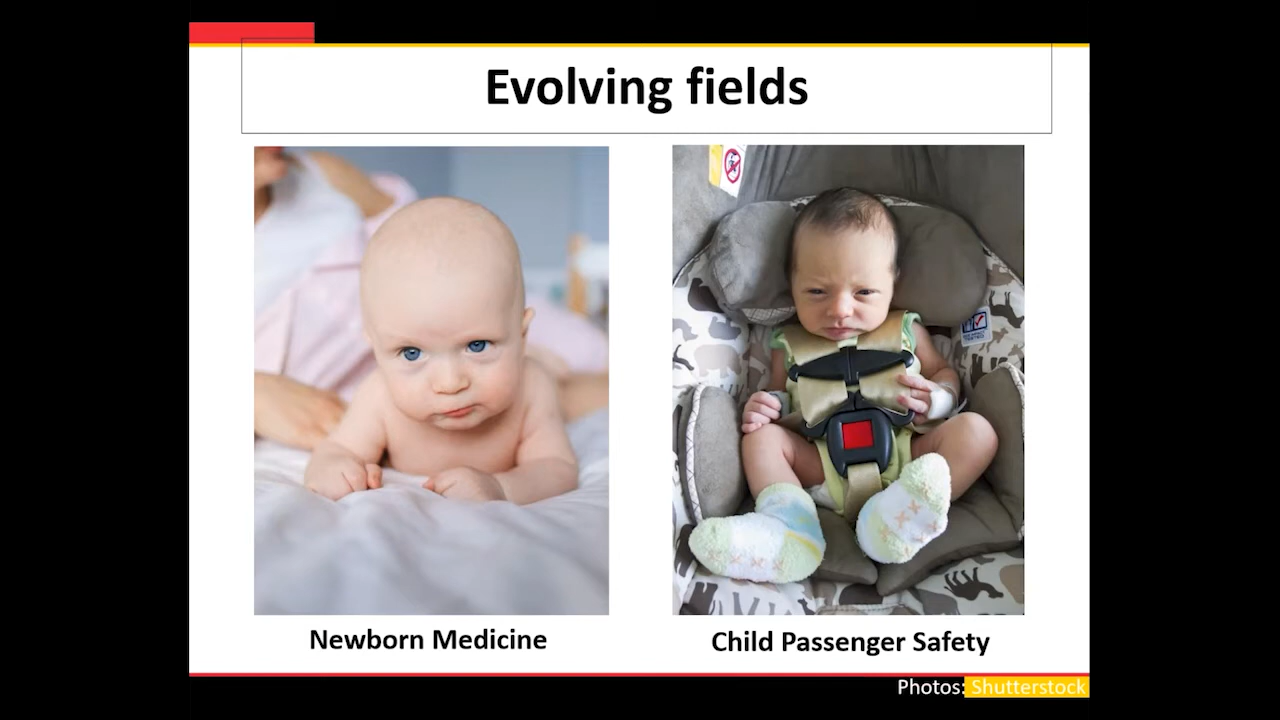 Evolving fields
Newborn Medicine
Child Passenger Safety
Photos: Shutterstock